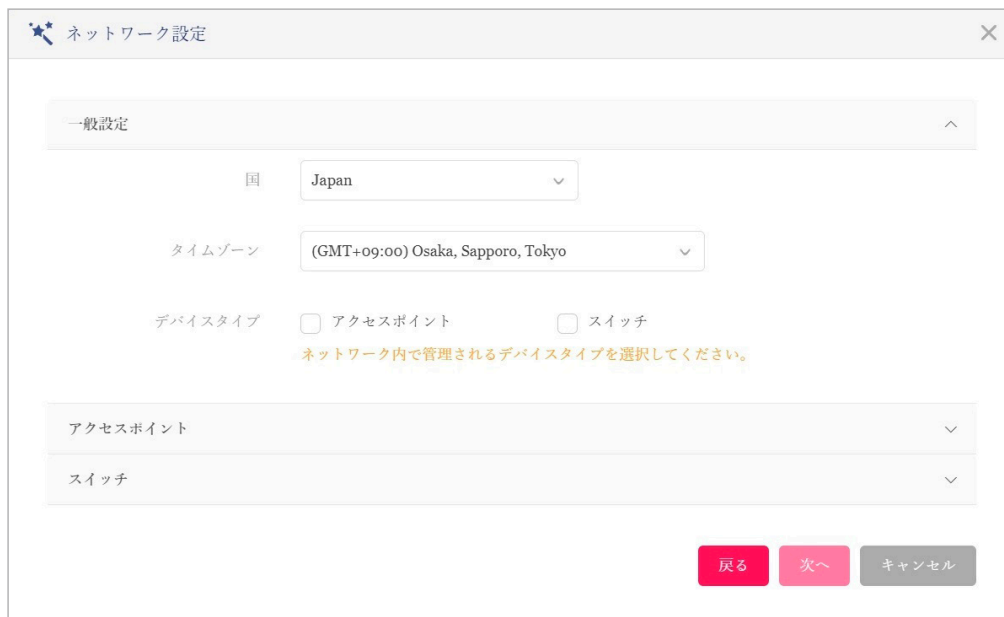 ネットワーク設定
一般設定
国
Japan
タイムゾーン
(GMT+09:00) Osaka, Sapporo, Tokyo
デバイスタイプ
アクセスポイント
スイッチ
ネットワーク内で管理されるデバイスタイプを選択してください。
アクセスポイント
スイッチ
戻る
次へ
キャンセル